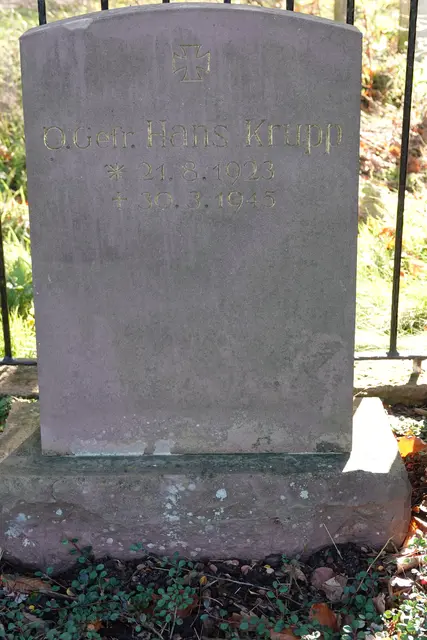 O.Gefr. Hans Krupp
* 21. 8. 1923
+ 30. 3. 1945